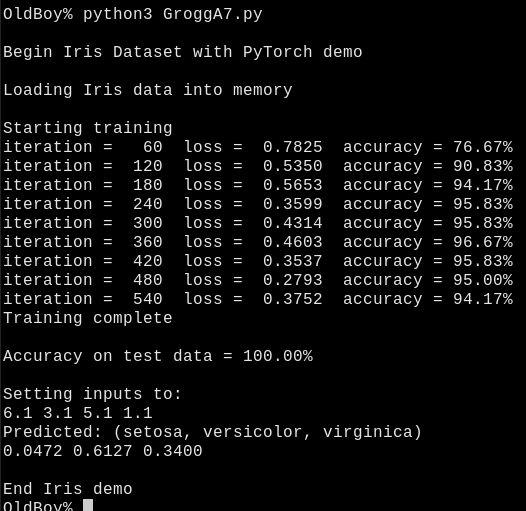 OldBoy% python3 GroggA7.py
Begin Iris Dataset with PyTorch demo
Loading Iris data into memory
Starting training
iteration =   60  loss =  0.7825  accuracy = 76.67%
iteration =  120  loss =  0.5350  accuracy = 90.83%
iteration =  180  loss =  0.5653  accuracy = 94.17%
iteration =  240  loss =  0.3599  accuracy = 95.83%
iteration =  300  loss =  0.4314  accuracy = 95.83%
iteration =  360  loss =  0.4603  accuracy = 96.67%
iteration =  420  loss =  0.3537  accuracy = 95.83%
iteration =  480  loss =  0.2793  accuracy = 95.00%
iteration =  540  loss =  0.3752  accuracy = 94.17%
Training complete
Accuracy on test data = 100.00%
Setting inputs to:
6.1 3.1 5.1 1.1
Predicted: (setosa, versicolor, virginica)
0.0472 0.6127 0.3400
End Iris demo
OldBoy%